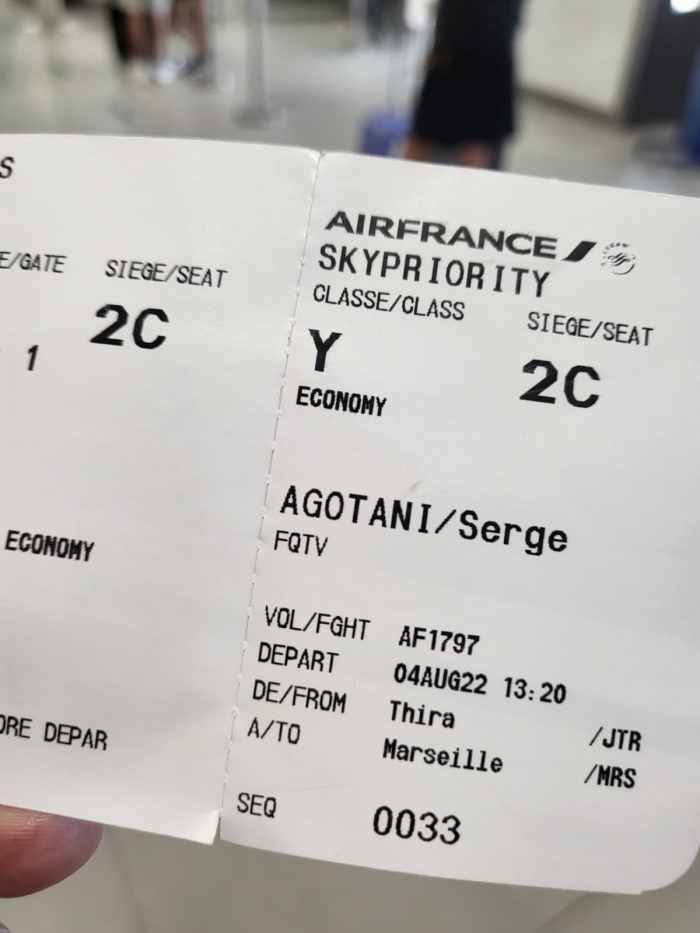 S
E/GATE SIEGE/SEAT
1 2C
ECONOMY
ORE DEPAR
AIRFRANCE
SKYPRIORITY
CLASSE/CLASS SIEGE/SEAT
Y 2C
ECONOMY
AGOTANI/Serge
FQTV
VOL/FGHT AF1797
DEPART 04AUG22 13:20
DE/FROM Thira /JTR
A/TO Marseille /MRS
SEQ 0033